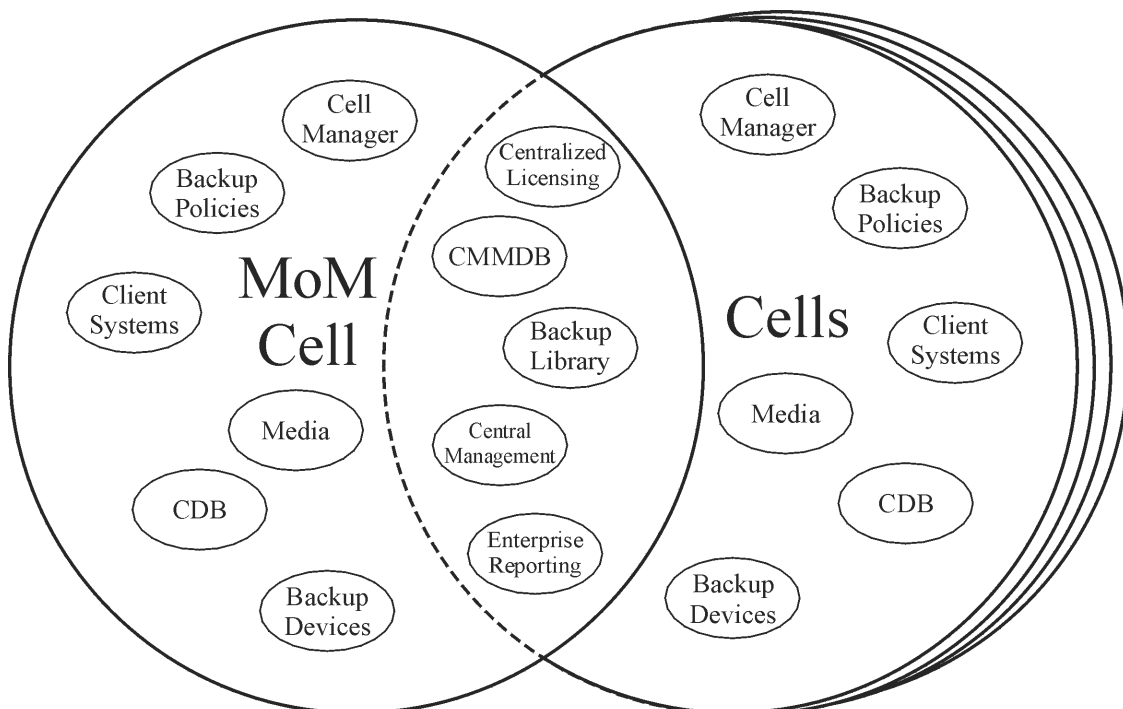 Cell
Manager
Backup
Policies
MoM
Cell
Client
Systems
Media
CDB
Backup
Devices
Centralized
Licensing
CMMDB
Backup
Library
Central
Management
Enterprise
Reporting
Cell
Manager
Backup
Policies
Cells
Client
Systems
Media
CDB
Backup
Devices